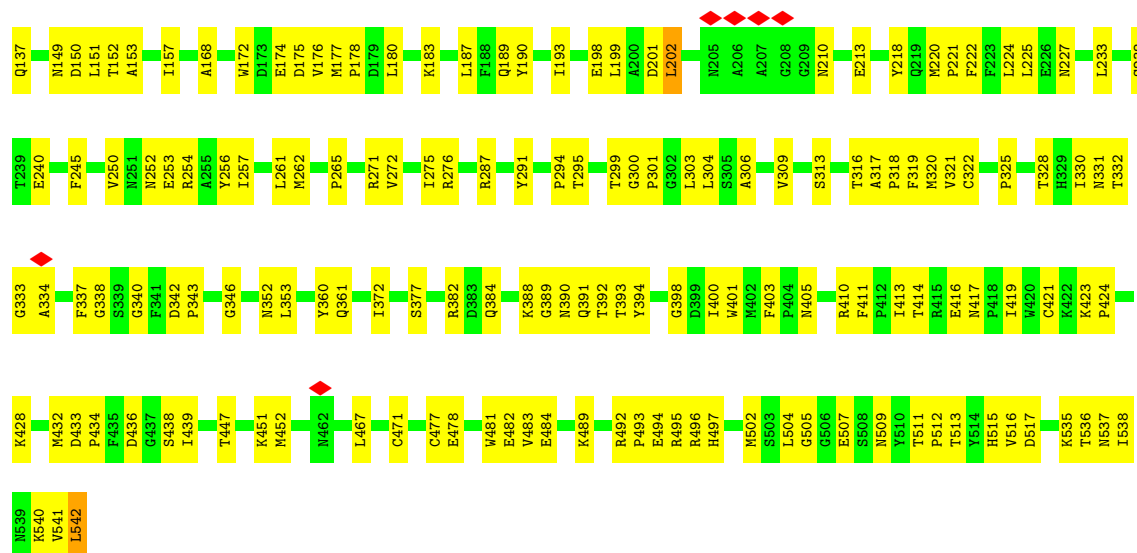 Q137 N149 D150 L151 T152 A153 I157 A168 W172 D173 E174 D175 V176 M177 P178 D179 L180 K183 L187 F188 Q189 Y190 I193 E198 L199 A200 D201 L202 N205 A206 A207 G208 G209 N210 E213 Y218 Q219 M220 P221 F222 F223 L224 L225 E226 N227 L233
T239 E240 F245 V250 N251 N252 E253 R254 A255 Y256 I257 L261 M262 P265 R271 V272 I275 R276 R287 Y291 P294 T295 T299 G300 P301 G302 L303 L304 S305 A306 V309 S313 T316 A317 P318 F319 M320 V321 C322 P325 T328 H329 I330 N331 T332
G333 A334 F337 G338 S339 G340 F341 D342 P343 G346 N352 L353 Y360 Q361 I372 S377 R382 D383 Q384 K388 G389 N390 Q391 T392 T393 Y394 G398 D399 I400 W401 M402 F403 P404 N405 R410 F411 P412 I413 T414 R415 E416 N417 P418 I419 W420 C421 K422 K423 P424
K428 M432 D433 P434 F435 D436 G437 S438 I439 T447 K451 M452 N462 L467 C471 C477 E478 W481 E482 V483 E484 K489 R492 P493 E494 R495 R496 H497 M502 S503 L504 G505 G506 E507 S508 N509 Y510 T511 P512 T513 Y514 H515 V516 D517 K535 T536 N537 I538
N539 K540 V541 L542